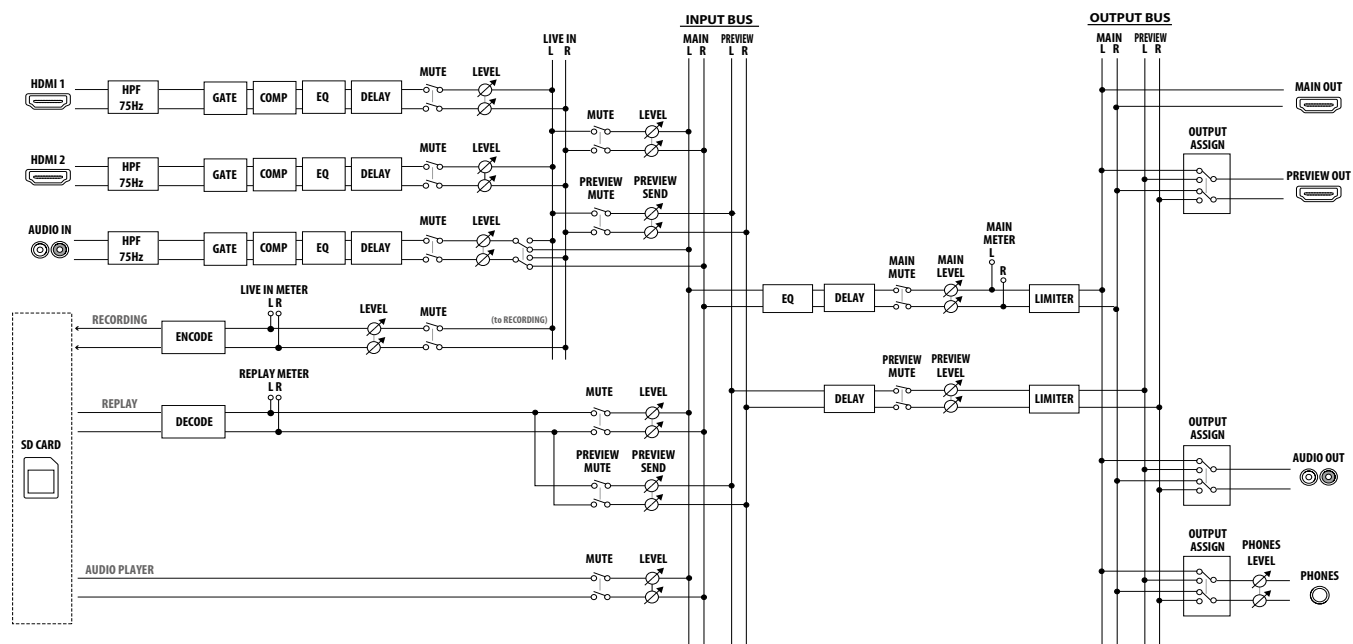 INPUT BUS
OUTPUT BUS
LIVE IN
L R
MAIN
L R
PREVIEW
L R
MAIN
L R
PREVIEW
L R
HDMI 1
HPF
75Hz
GATE
COMP
EQ
DELAY
MUTE
LEVEL
MAIN OUT
MUTE
LEVEL
OUTPUT
ASSIGN
HDMI 2
HPF
75Hz
GATE
COMP
EQ
DELAY
MUTE
LEVEL
PREVIEW
MUTE
PREVIEW
SEND
PREVIEW OUT
AUDIO IN
HPF
75Hz
GATE
COMP
EQ
DELAY
MUTE
LEVEL
MAIN
METER
L
R
MAIN
MUTE
MAIN
LEVEL
EQ
DELAY
LIMITER
LIVE IN METER
L R
RECORDING
ENCODE
LEVEL
MUTE
(to RECORDING)
REPLAY METER
L R
REPLAY
DECODE
MUTE
LEVEL
PREVIEW
MUTE
PREVIEW
LEVEL
DELAY
LIMITER
SD CARD
PREVIEW
MUTE
PREVIEW
SEND
OUTPUT
ASSIGN
AUDIO OUT
AUDIO PLAYER
MUTE
LEVEL
OUTPUT
ASSIGN
PHONES
LEVEL
PHONES